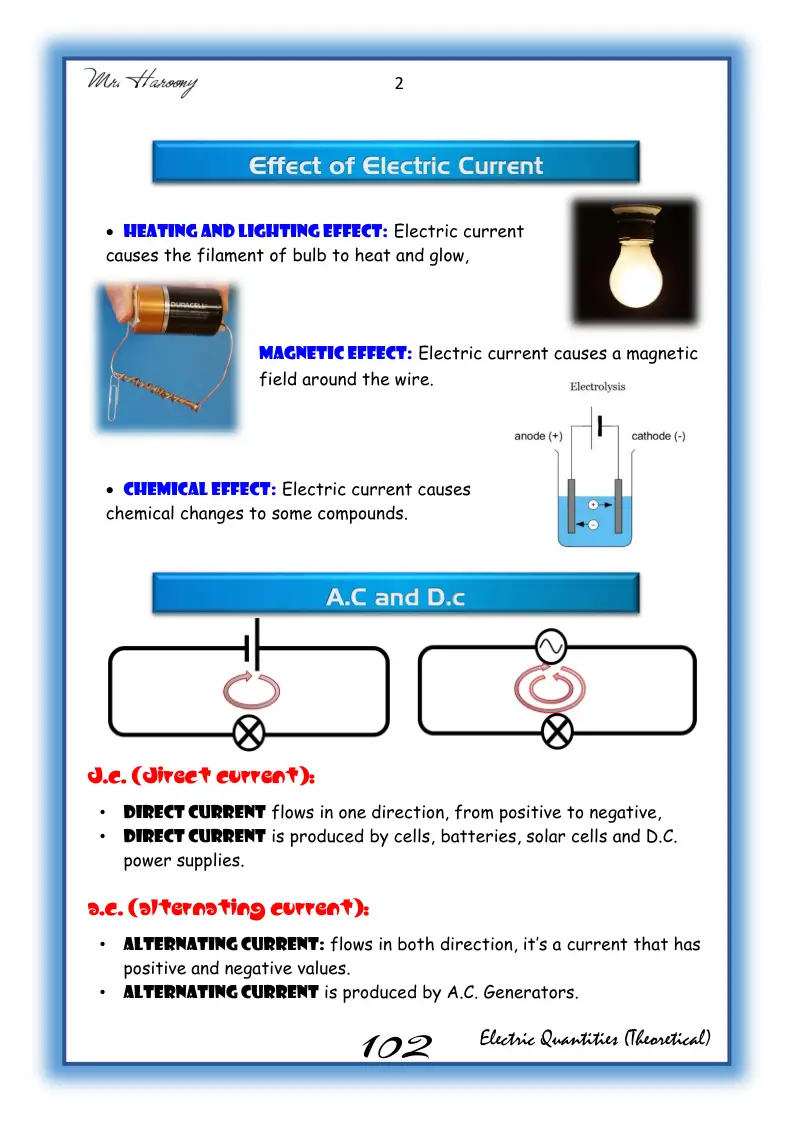 Mr. Haroony
2
Effect of Electric Current
• HEATING AND LIGHTING EFFECT: Electric current
causes the filament of bulb to heat and glow,
DURACELL
MAGNETIC EFFECT: Electric current causes a magnetic
field around the wire.
Electrolysis
anode (+)
cathode (-)
+
−
• CHEMICAL EFFECT: Electric current causes
chemical changes to some compounds.
A.C and D.c
d.c. (direct current):
• DIRECT CURRENT flows in one direction, from positive to negative,
• DIRECT CURRENT is produced by cells, batteries, solar cells and D.C.
power supplies.
a.c. (alternating current):
• ALTERNATING CURRENT: flows in both direction, it's a current that has
positive and negative values.
• ALTERNATING CURRENT is produced by A.C. Generators.
102
Electric Quantities (Theoretical)